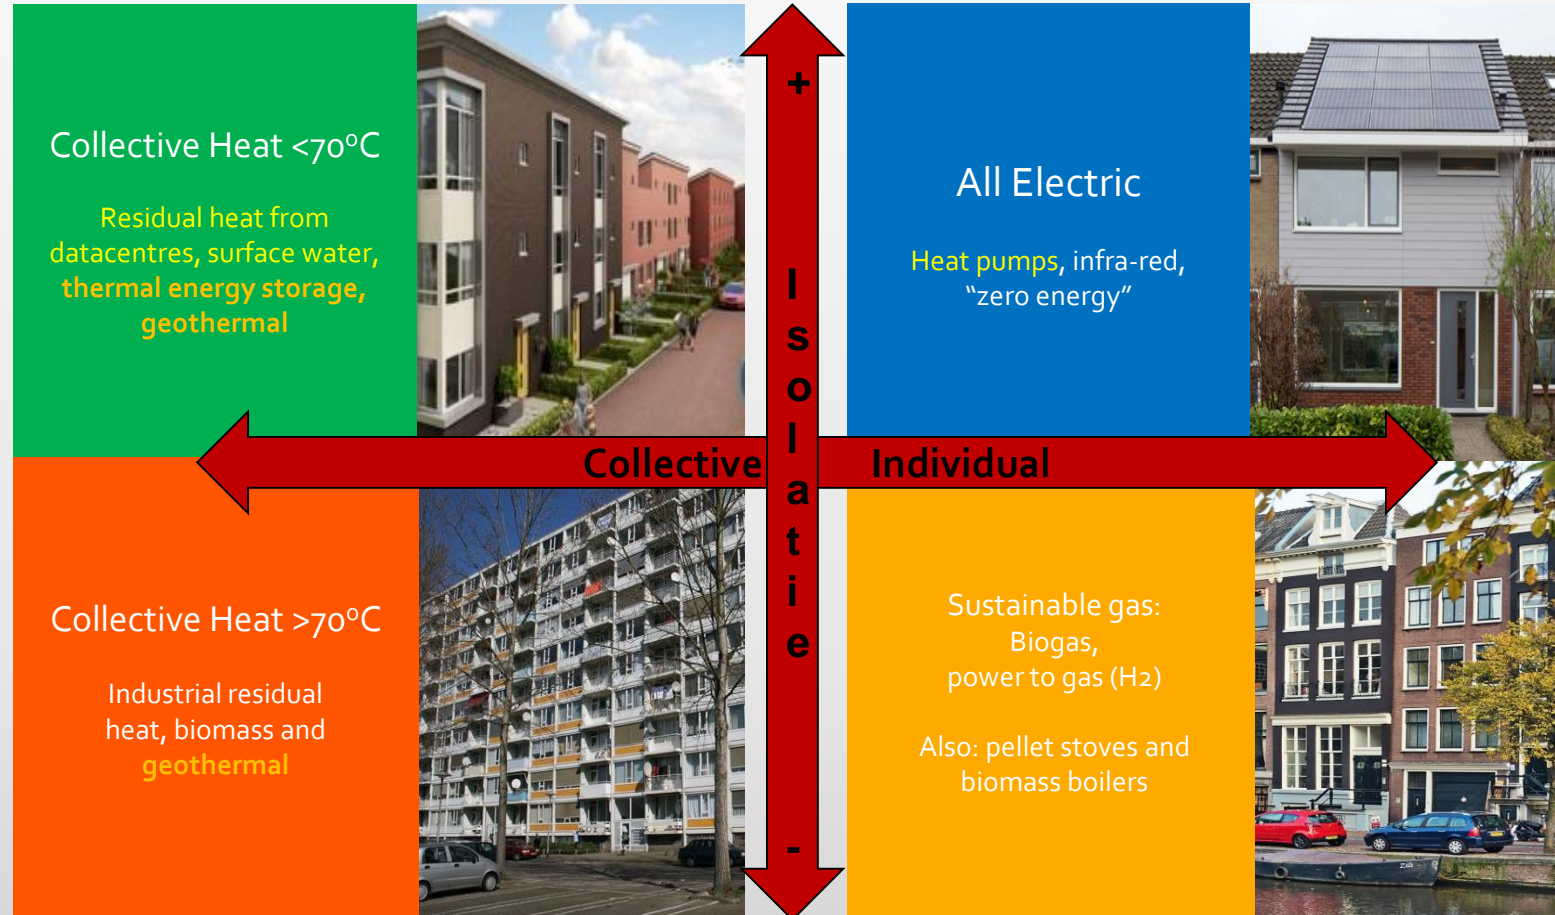 Collective Heat <70⁰C
Residual heat from
datacentres, surface water,
thermal energy storage,
geothermal
+
Isolatie
-
All Electric
Heat pumps, infra-red,
“zero energy”
Collective
Individual
Collective Heat >70⁰C
Industrial residual
heat, biomass and
geothermal
Sustainable gas:
Biogas,
power to gas (H2)
Also: pellet stoves and
biomass boilers